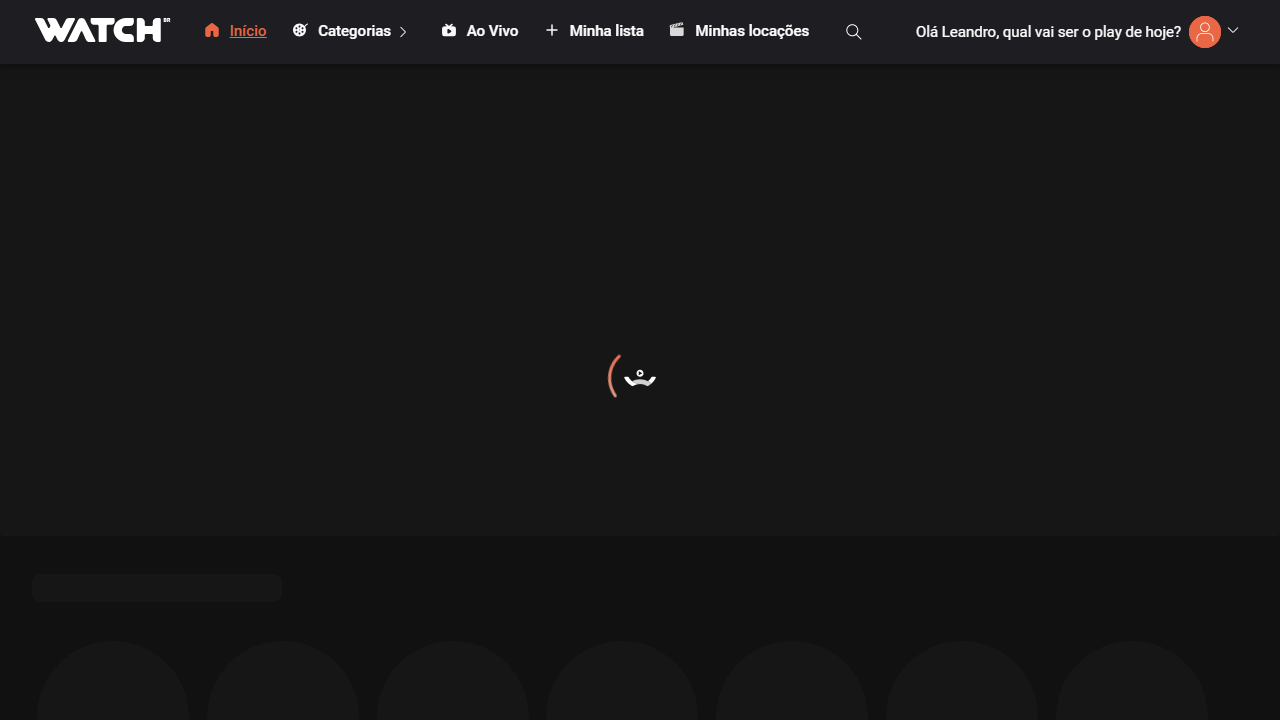 WATCH BR
Início
Categorias
Ao Vivo
Minha lista
Minhas locações
Olá Leandro, qual vai ser o play de hoje?